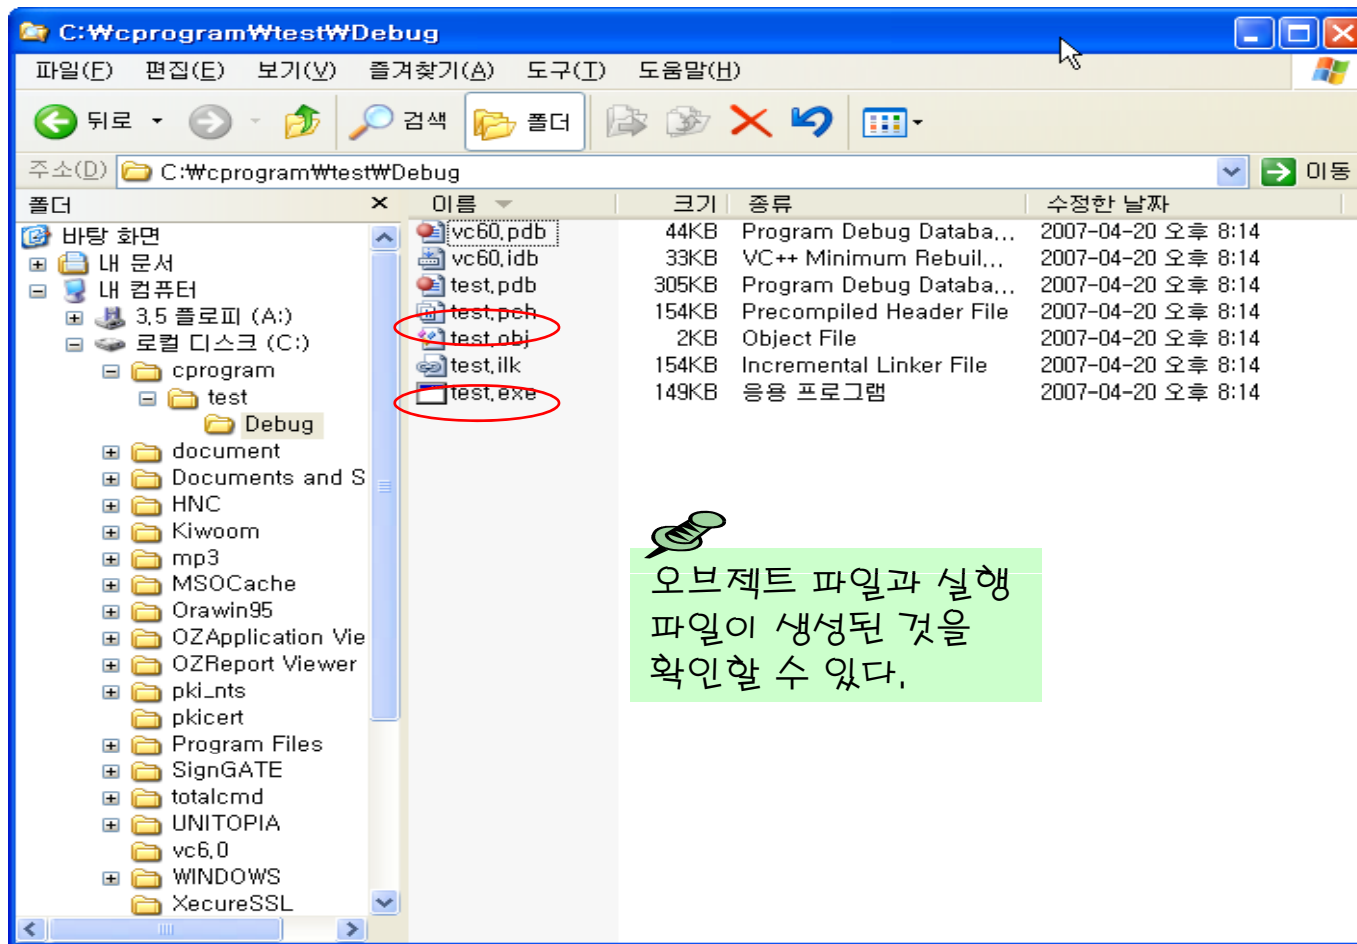 C:₩cprogram₩test₩Debug
파일(F) 편집(E) 보기(V) 즐겨찾기(A) 도구(T) 도움말(H)
뒤로 검색 폴더
주소(D) C:₩cprogram₩test₩Debug 이동
폴더 × 이름 크기 종류 수정한 날짜
바탕 화면
내 문서
내 컴퓨터
3.5 플로피 (A:)
로컬 디스크 (C:)
cprogram
test
Debug
document
Documents and S
HNC
Kiwoom
mp3
MSOCache
Orawin95
OZApplication Vie
OZReport Viewer
pki_nts
pkicert
Program Files
SignGATE
totalcmd
UNITOPIA
vc6.0
WINDOWS
XecureSSL
vc60.pdb 44KB Program Debug Databa... 2007-04-20 오후 8:14
vc60.idb 33KB VC++ Minimum Rebuil... 2007-04-20 오후 8:14
test.pdb 305KB Program Debug Databa... 2007-04-20 오후 8:14
test.pch 154KB Precompiled Header File 2007-04-20 오후 8:14
test.obj 2KB Object File 2007-04-20 오후 8:14
test.ilk 154KB Incremental Linker File 2007-04-20 오후 8:14
test.exe 149KB 응용 프로그램 2007-04-20 오후 8:14
오브젝트 파일과 실행
파일이 생성된 것을
확인할 수 있다.